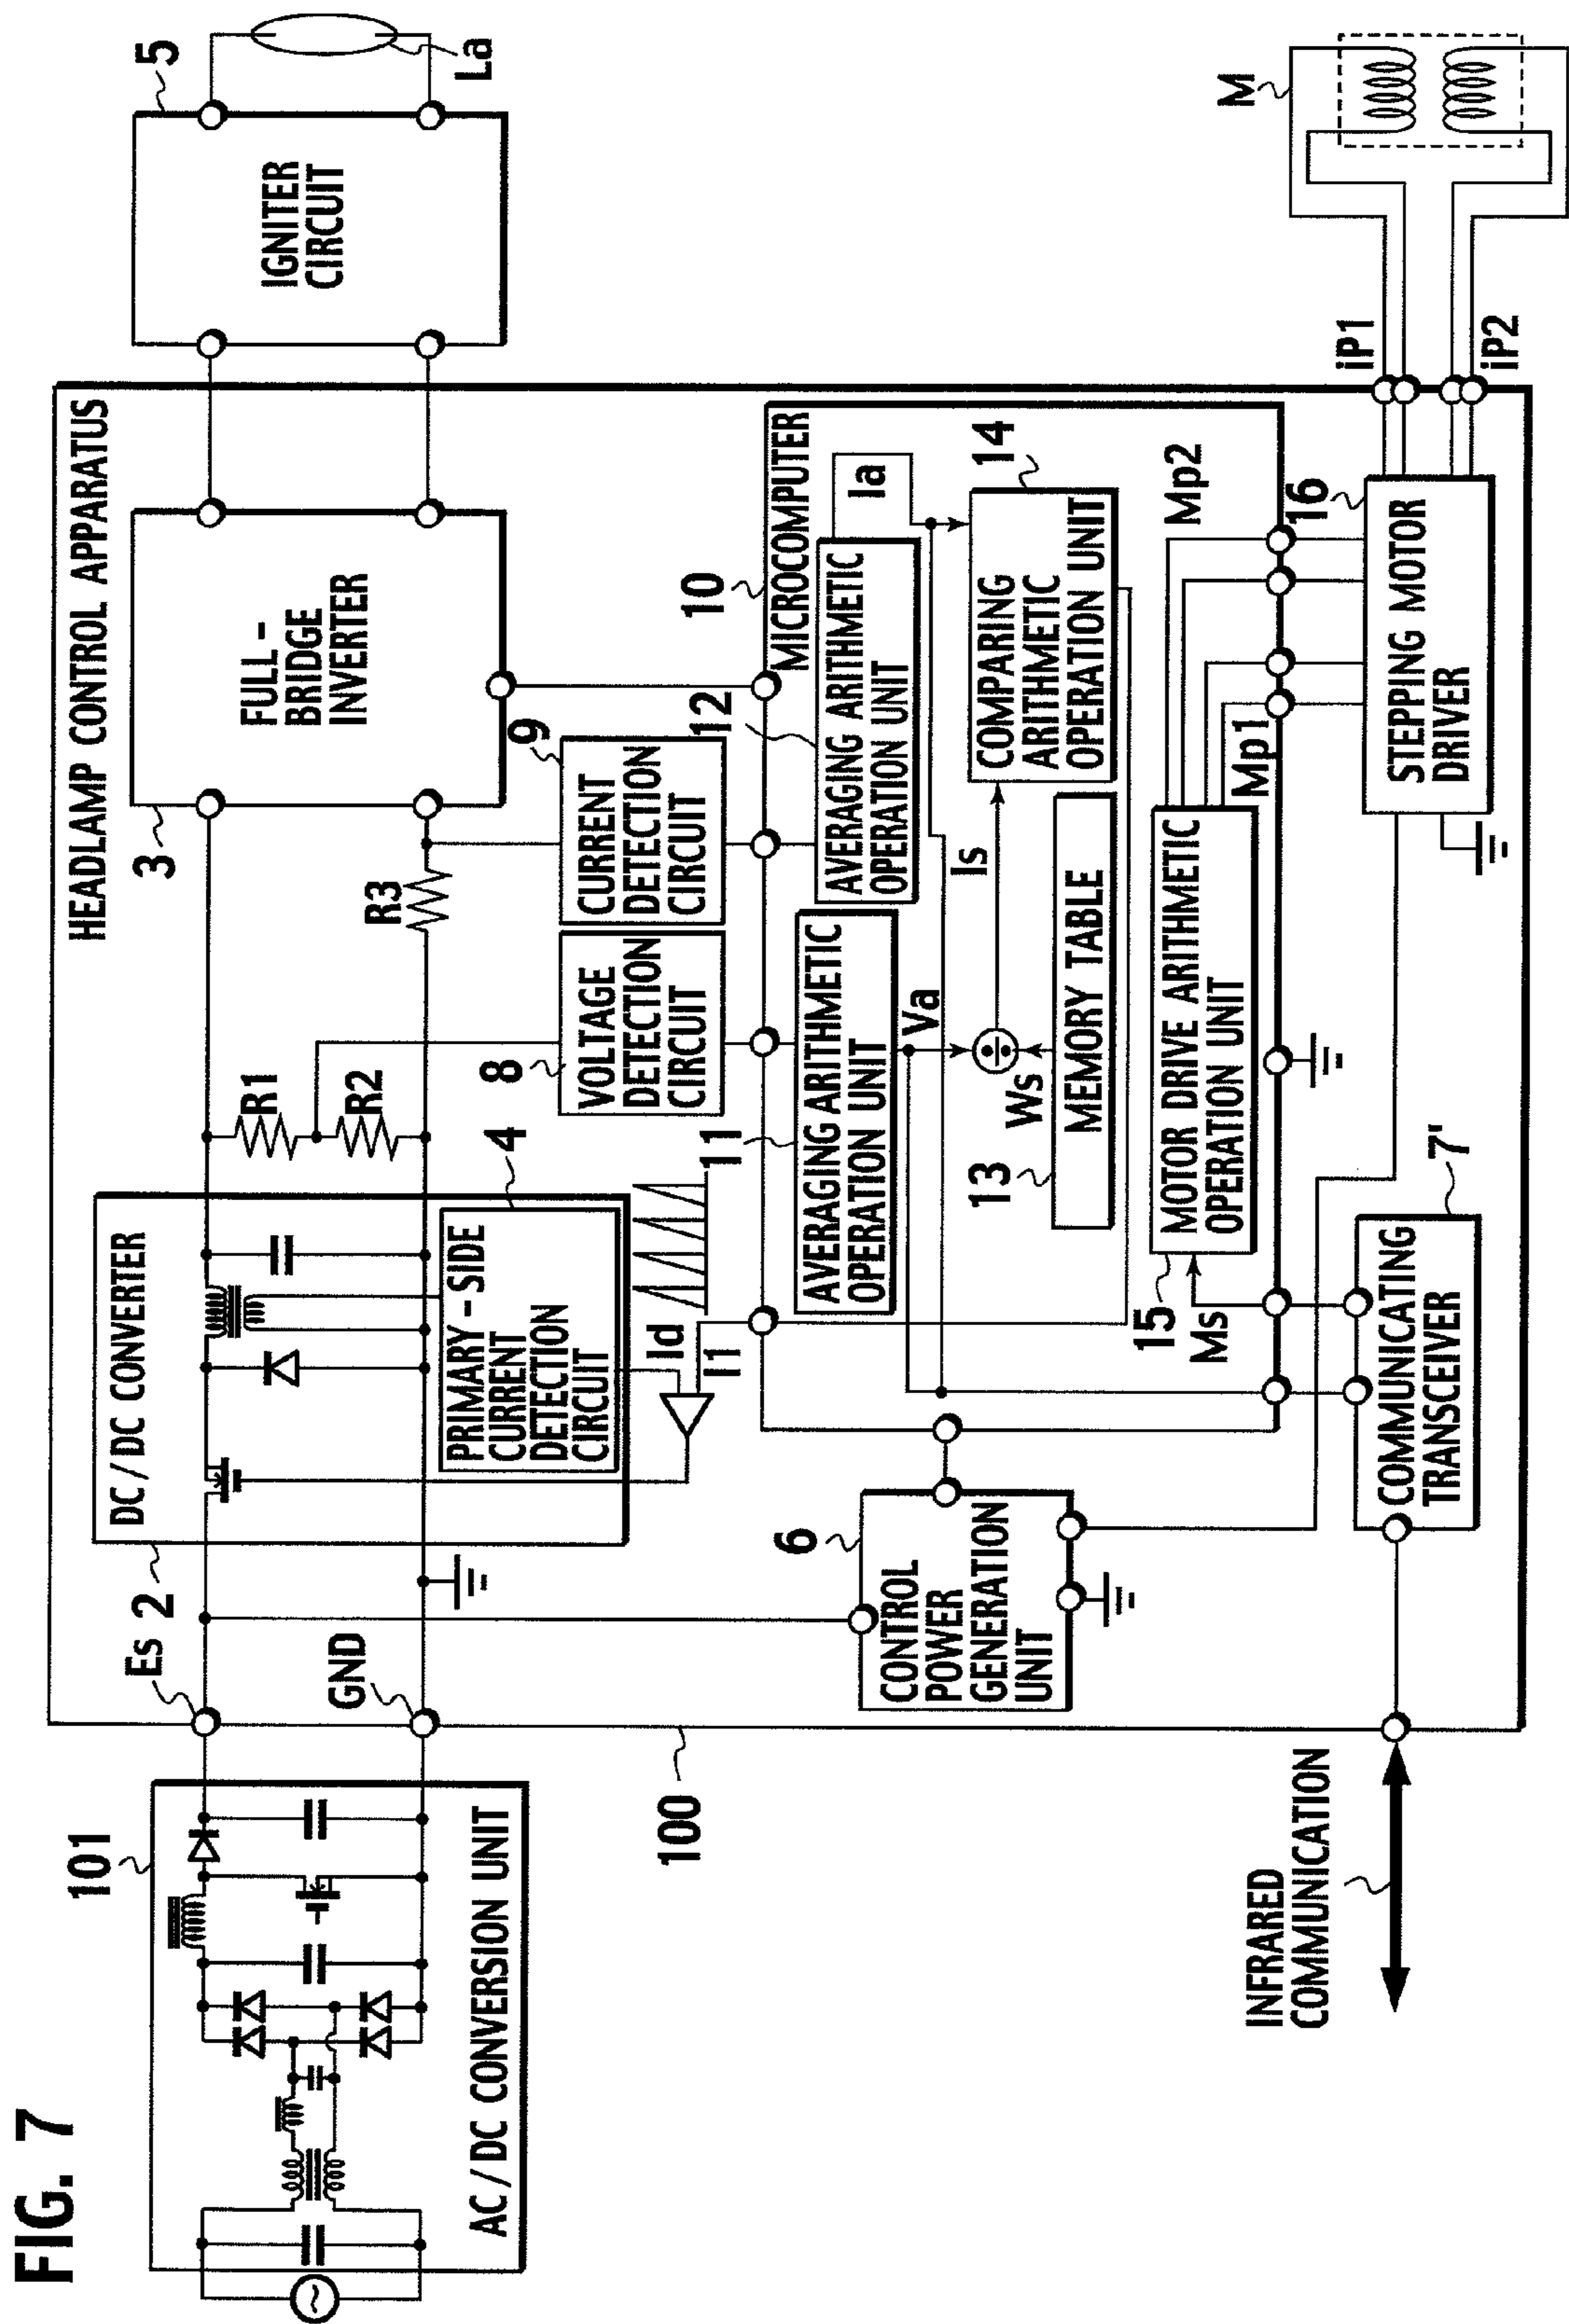 FIG. 7
101
AC/DC CONVERSION UNIT
Es
GND
100
HEADLAMP CONTROL APPARATUS
2
DC/DC CONVERTER
4
PRIMARY-SIDE
CURRENT
DETECTION
CIRCUIT
Id
I1
R1
R2
R3
3
FULL-
BRIDGE
INVERTER
5
IGNITER
CIRCUIT
La
8
VOLTAGE
DETECTION
CIRCUIT
9
CURRENT
DETECTION
CIRCUIT
6
CONTROL
POWER
GENERATION
UNIT
10
MICROCOMPUTER
11
AVERAGING ARITHMETIC
OPERATION UNIT
12
AVERAGING ARITHMETIC
OPERATION UNIT
Va
Ia
Ws
Is
13
MEMORY TABLE
14
COMPARING
ARITHMETIC
OPERATION UNIT
15
Ms
MOTOR DRIVE ARITHMETIC
OPERATION UNIT
Mp1
Mp2
7'
COMMUNICATING
TRANSCEIVER
16
STEPPING MOTOR
DRIVER
iP1
iP2
M
INFRARED
COMMUNICATION